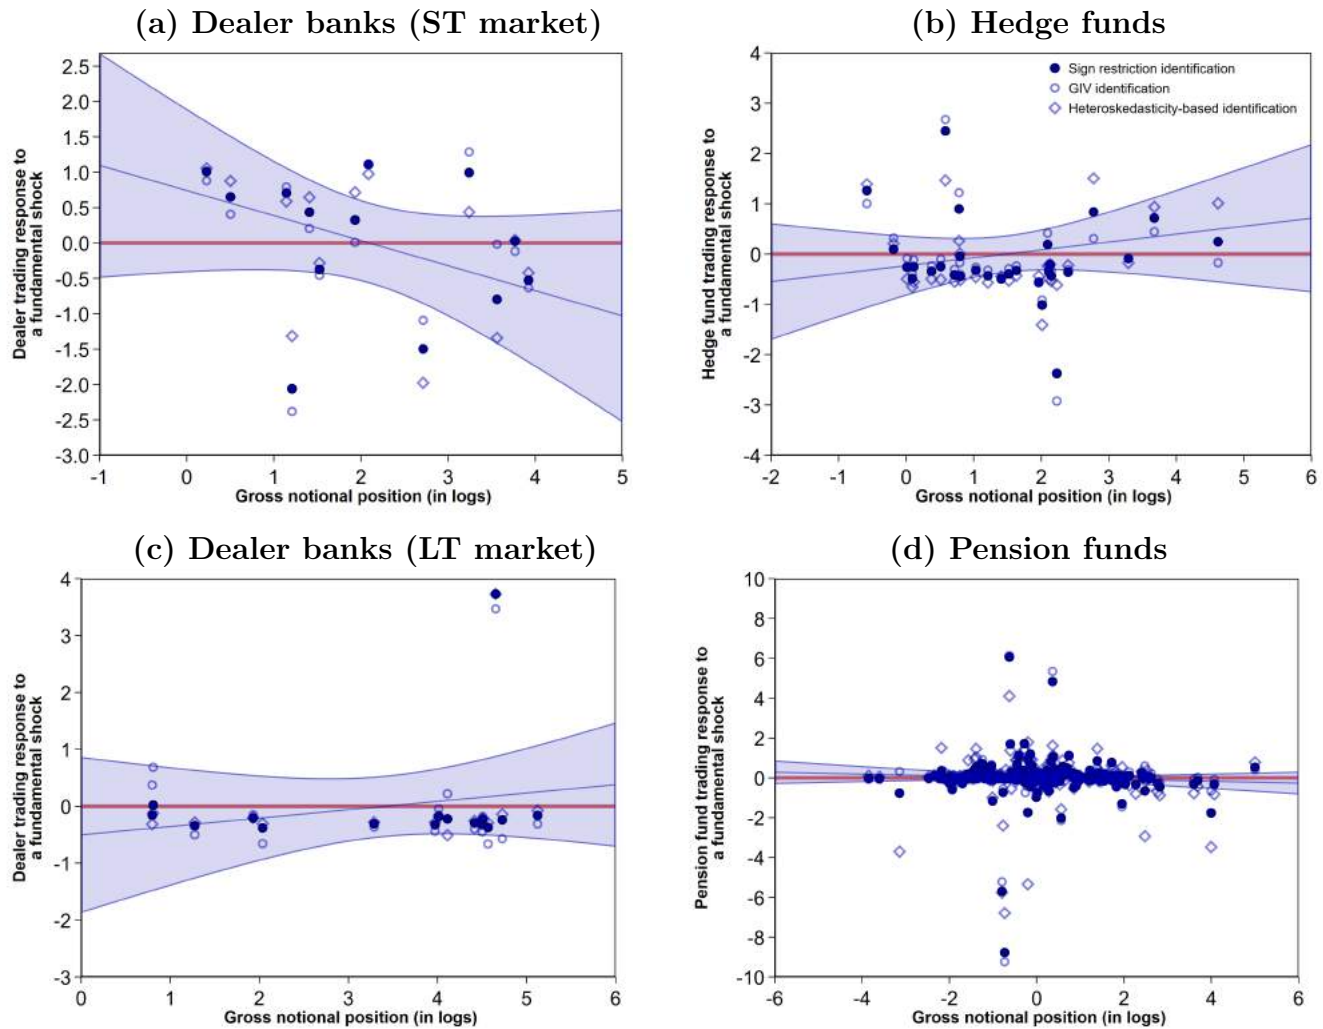 (a) Dealer banks (ST market)
2.5
2.0
1.5
1.0
0.5
0.0
-0.5
-1.0
-1.5
-2.0
-2.5
-3.0
-1 0 1 2 3 4 5
Dealer trading response to
a fundamental shock
Gross notional position (in logs)
(b) Hedge funds
Sign restriction identification
GIV identification
Heteroskedasticity-based identification
4
3
2
1
0
-1
-2
-3
-4
-2 -1 0 1 2 3 4 5 6
Hedge fund trading response to
a fundamental shock
Gross notional position (in logs)
(c) Dealer banks (LT market)
4
3
2
1
0
-1
-2
-3
0 1 2 3 4 5 6
Dealer trading response to
a fundamental shock
Gross notional position (in logs)
(d) Pension funds
10
8
6
4
2
0
-2
-4
-6
-8
-10
-6 -4 -2 0 2 4 6
Pension fund trading response to
a fundamental shock
Gross notional position (in logs)